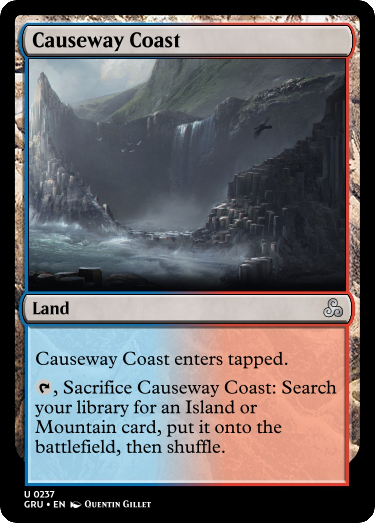 Causeway Coast
Land
Causeway Coast enters tapped.
, Sacrifice Causeway Coast: Search
your library for an Island or
Mountain card, put it onto the
battlefield, then shuffle.
U 0237
GRU • EN Quentin Gillet